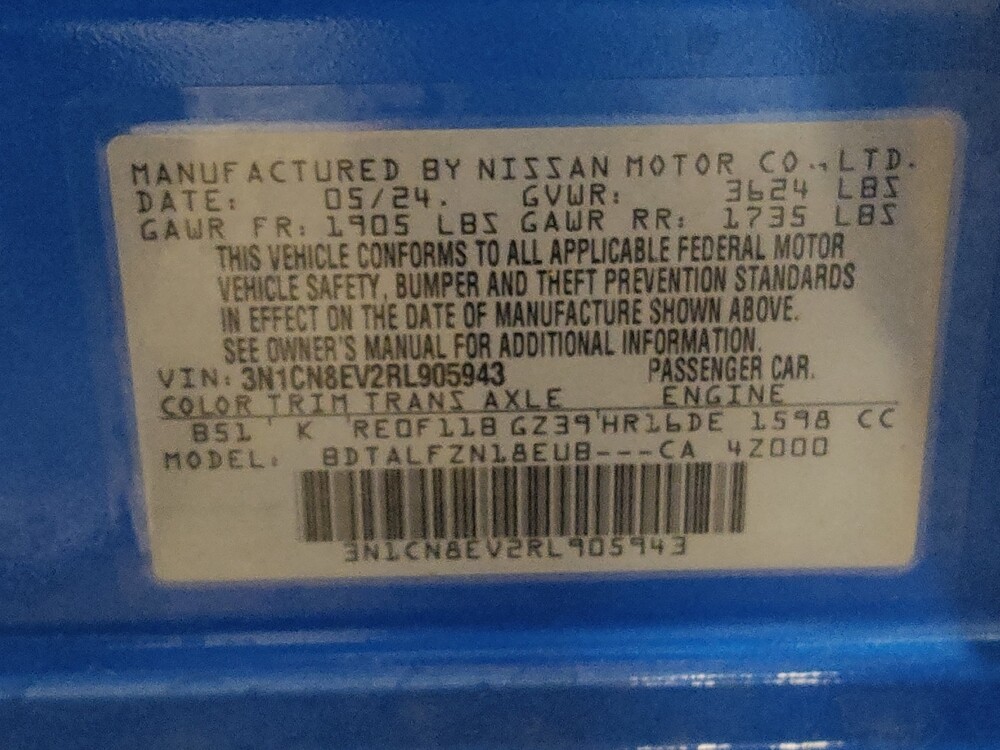 MANUFACTURED BY NISSAN MOTOR CO., LTD.
DATE: 05/24. GVWR: 3624 LBS
GAWR FR: 1905 LBS GAWR RR: 1735 LBS
THIS VEHICLE CONFORMS TO ALL APPLICABLE FEDERAL MOTOR
VEHICLE SAFETY, BUMPER AND THEFT PREVENTION STANDARDS
IN EFFECT ON THE DATE OF MANUFACTURE SHOWN ABOVE.
SEE OWNER'S MANUAL FOR ADDITIONAL INFORMATION.
VIN: 3N1CN8EV2RL905943 PASSENGER CAR.
COLOR TRIM TRANS AXLE ENGINE
B51 K RE0F11B GZ39 HR16DE 1598 CC
MODEL: BDTALFZN18EUB---CA 4Z000
3N1CN8EV2RL905943